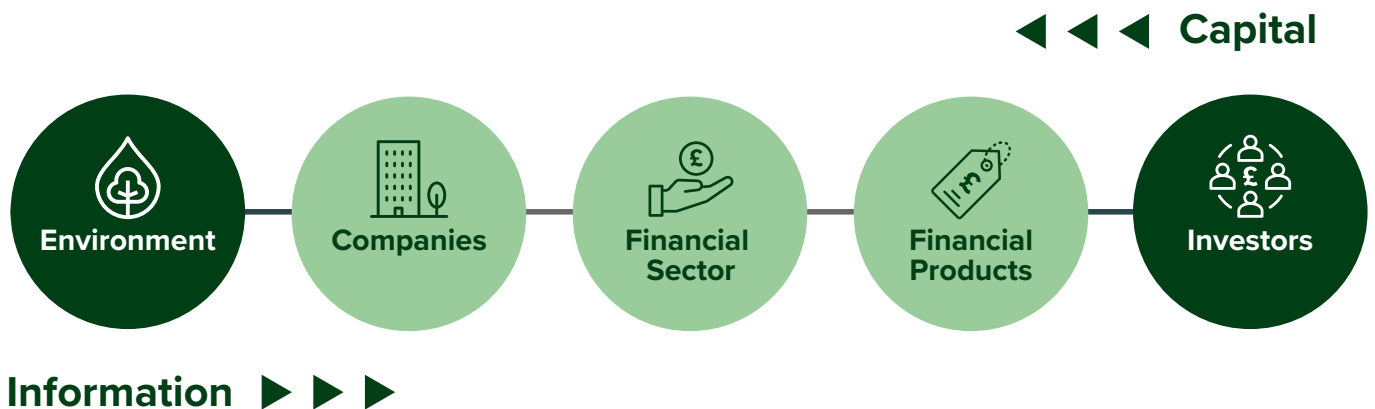 Capital
Environment
Companies
£
Financial
Sector
£
Financial
Products
£
Investors
Information